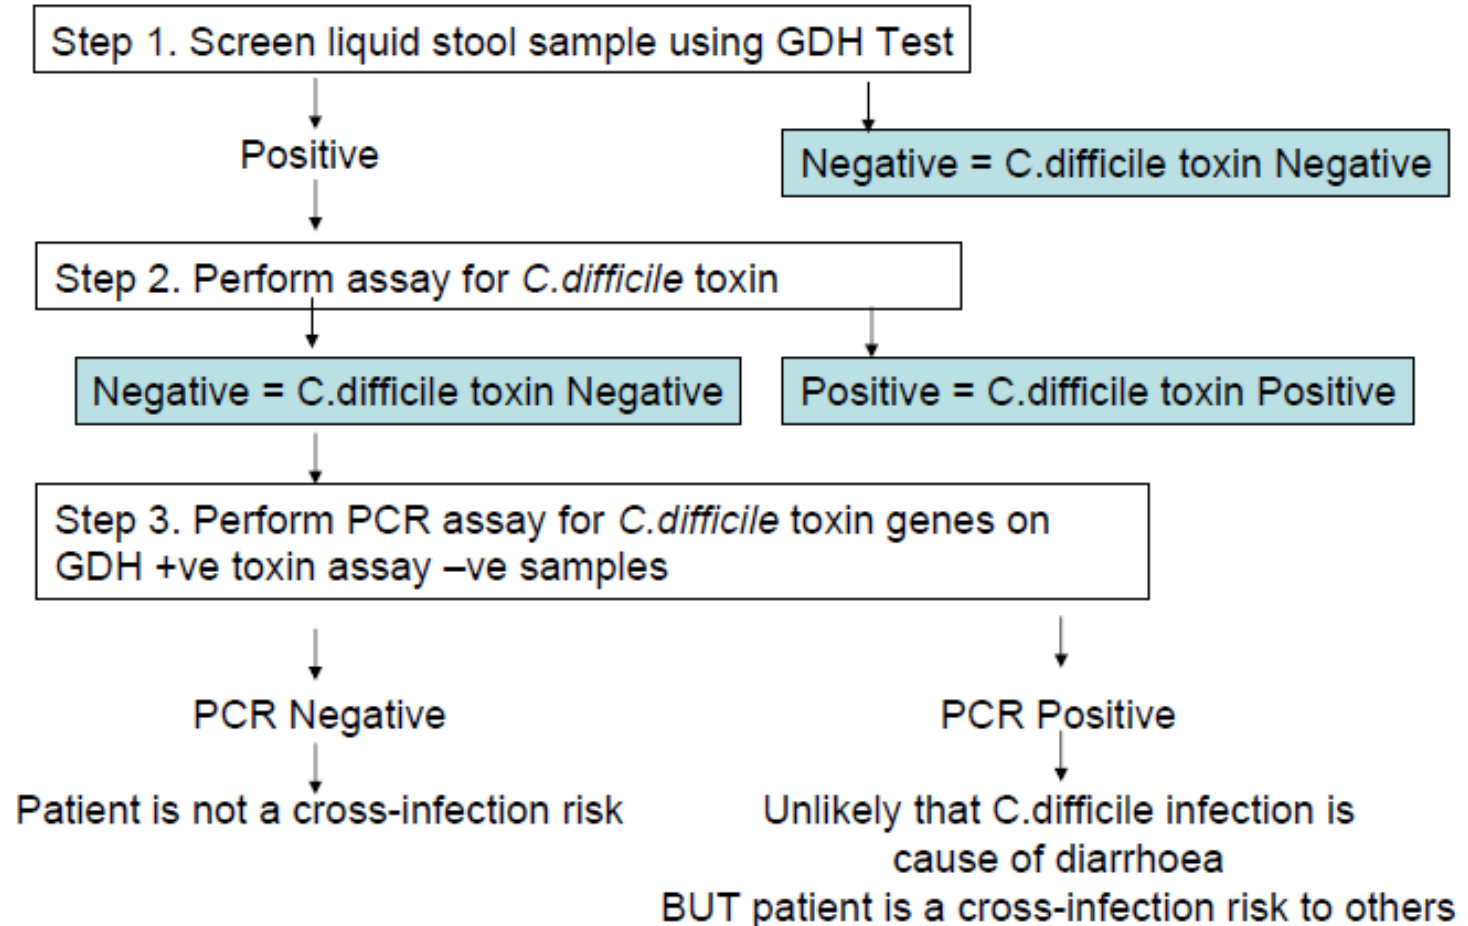 Step 1. Screen liquid stool sample using GDH Test
Positive
Negative = C.difficile toxin Negative
Step 2. Perform assay for C.difficile toxin
Negative = C.difficile toxin Negative
Positive = C.difficile toxin Positive
Step 3. Perform PCR assay for C.difficile toxin genes on
GDH +ve toxin assay –ve samples
PCR Negative
PCR Positive
Patient is not a cross-infection risk
Unlikely that C.difficile infection is
cause of diarrhoea
BUT patient is a cross-infection risk to others